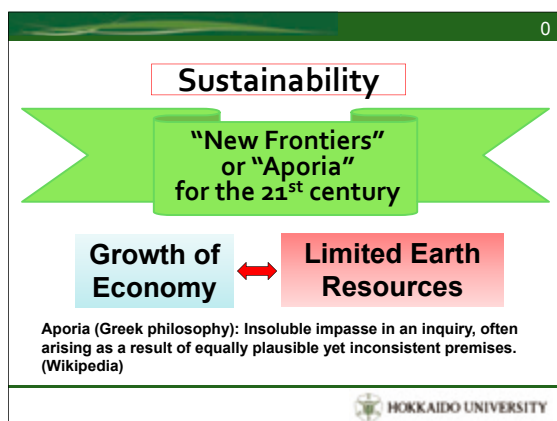 0
Sustainability
“New Frontiers”
or “Aporia”
for the 21st century
Growth of
Economy
Limited Earth
Resources
Aporia (Greek philosophy): Insoluble impasse in an inquiry, often
arising as a result of equally plausible yet inconsistent premises.
(Wikipedia)
HOKKAIDO UNIVERSITY